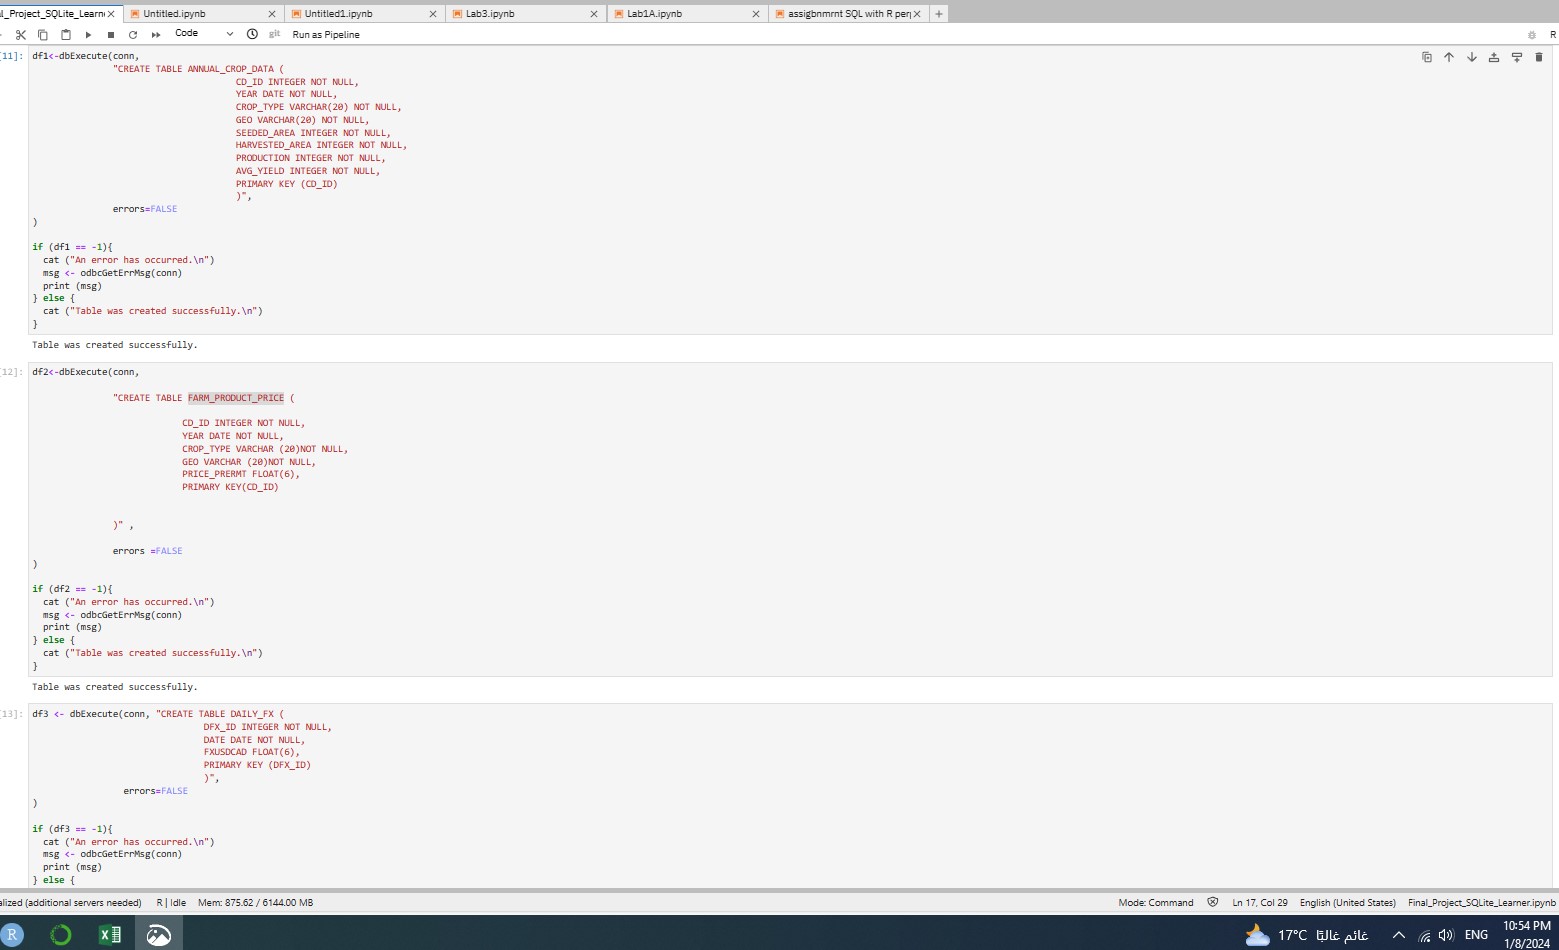 al_Project_SQLite_Learne Untitled.ipynb Untitled1.ipynb Lab3.ipynb Lab1A.ipynb assigbnmrnt SQL with R per
Code git Run as Pipeline R
[11]: df1<-dbExecute(conn,
"CREATE TABLE ANNUAL_CROP_DATA (
CD_ID INTEGER NOT NULL,
YEAR DATE NOT NULL,
CROP_TYPE VARCHAR(20) NOT NULL,
GEO VARCHAR(20) NOT NULL,
SEEDED_AREA INTEGER NOT NULL,
HARVESTED_AREA INTEGER NOT NULL,
PRODUCTION INTEGER NOT NULL,
AVG_YIELD INTEGER NOT NULL,
PRIMARY KEY (CD_ID)
)",
errors=FALSE
)
if (df1 == -1){
cat ("An error has occurred.\n")
msg <- odbcGetErrMsg(conn)
print (msg)
} else {
cat ("Table was created successfully.\n")
}
Table was created successfully.
[12]: df2<-dbExecute(conn,
"CREATE TABLE FARM_PRODUCT_PRICE (
CD_ID INTEGER NOT NULL,
YEAR DATE NOT NULL,
CROP_TYPE VARCHAR (20)NOT NULL,
GEO VARCHAR (20)NOT NULL,
PRICE_PRERMT FLOAT(6),
PRIMARY KEY(CD_ID)
)" ,
errors =FALSE
)
if (df2 == -1){
cat ("An error has occurred.\n")
msg <- odbcGetErrMsg(conn)
print (msg)
} else {
cat ("Table was created successfully.\n")
}
Table was created successfully.
[13]: df3 <- dbExecute(conn, "CREATE TABLE DAILY_FX (
DFX_ID INTEGER NOT NULL,
DATE DATE NOT NULL,
FXUSDCAD FLOAT(6),
PRIMARY KEY (DFX_ID)
)",
errors=FALSE
)
if (df3 == -1){
cat ("An error has occurred.\n")
msg <- odbcGetErrMsg(conn)
print (msg)
} else {
alized (additional servers needed) R | Idle Mem: 875.62 / 6144.00 MB Mode: Command Ln 17, Col 29 English (United States) Final_Project_SQLite_Learner.ipynb
R 17°C غائم غالبًا ENG 10:54 PM
1/8/2024